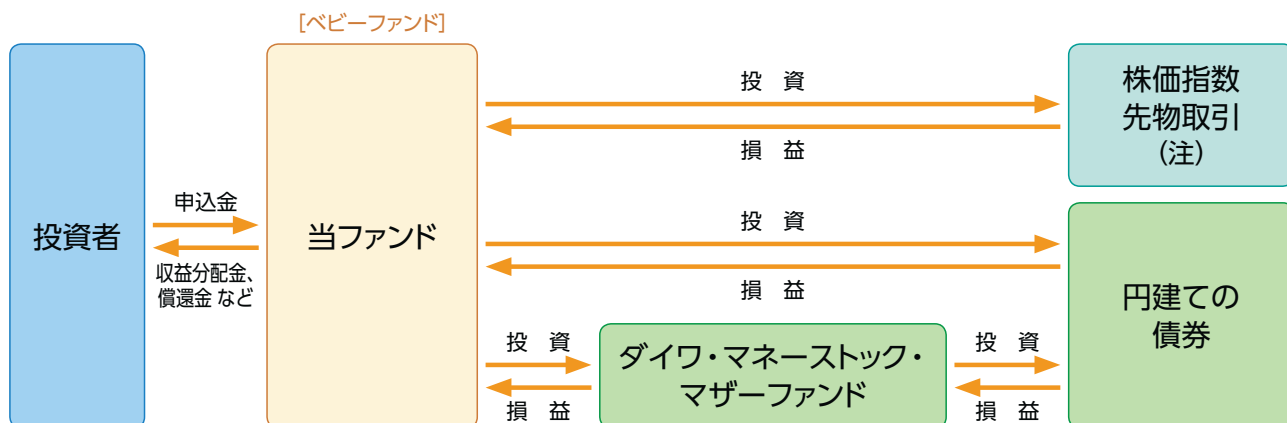 [ベビーファンド]
投資者
申込金
収益分配金、
償還金 など
当ファンド
投 資
損 益
株価指数
先物取引
(注)
投 資
損 益
円建ての
債券
投 資
損 益
ダイワ・マネーストック・
マザーファンド
投 資
損 益